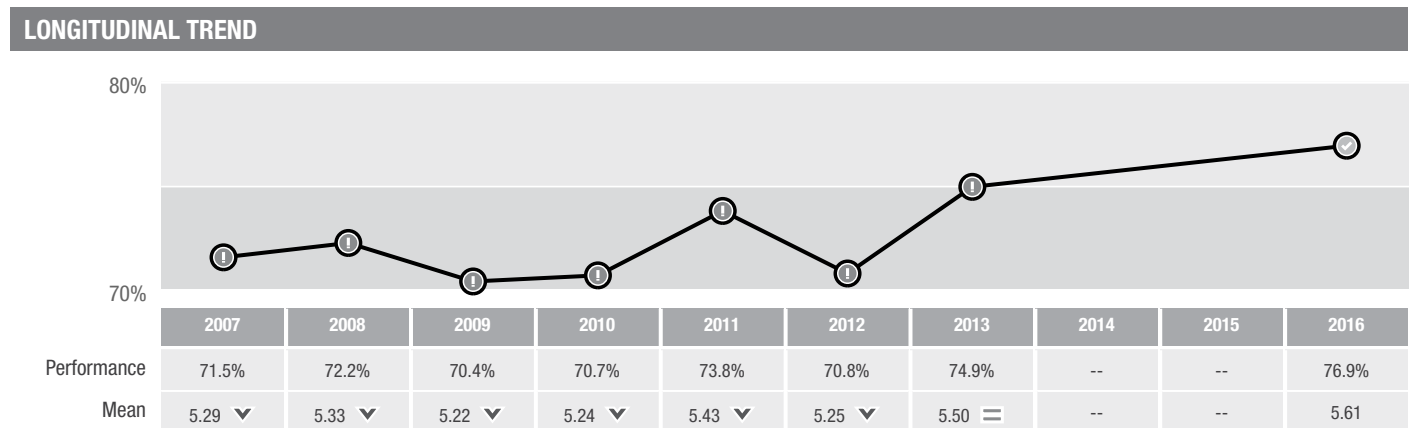 LONGITUDINAL TREND
80%
70%
2007 2008 2009 2010 2011 2012 2013 2014 2015 2016
Performance 71.5% 72.2% 70.4% 70.7% 73.8% 70.8% 74.9% -- -- 76.9%
Mean 5.29 5.33 5.22 5.24 5.43 5.25 5.50 -- -- 5.61